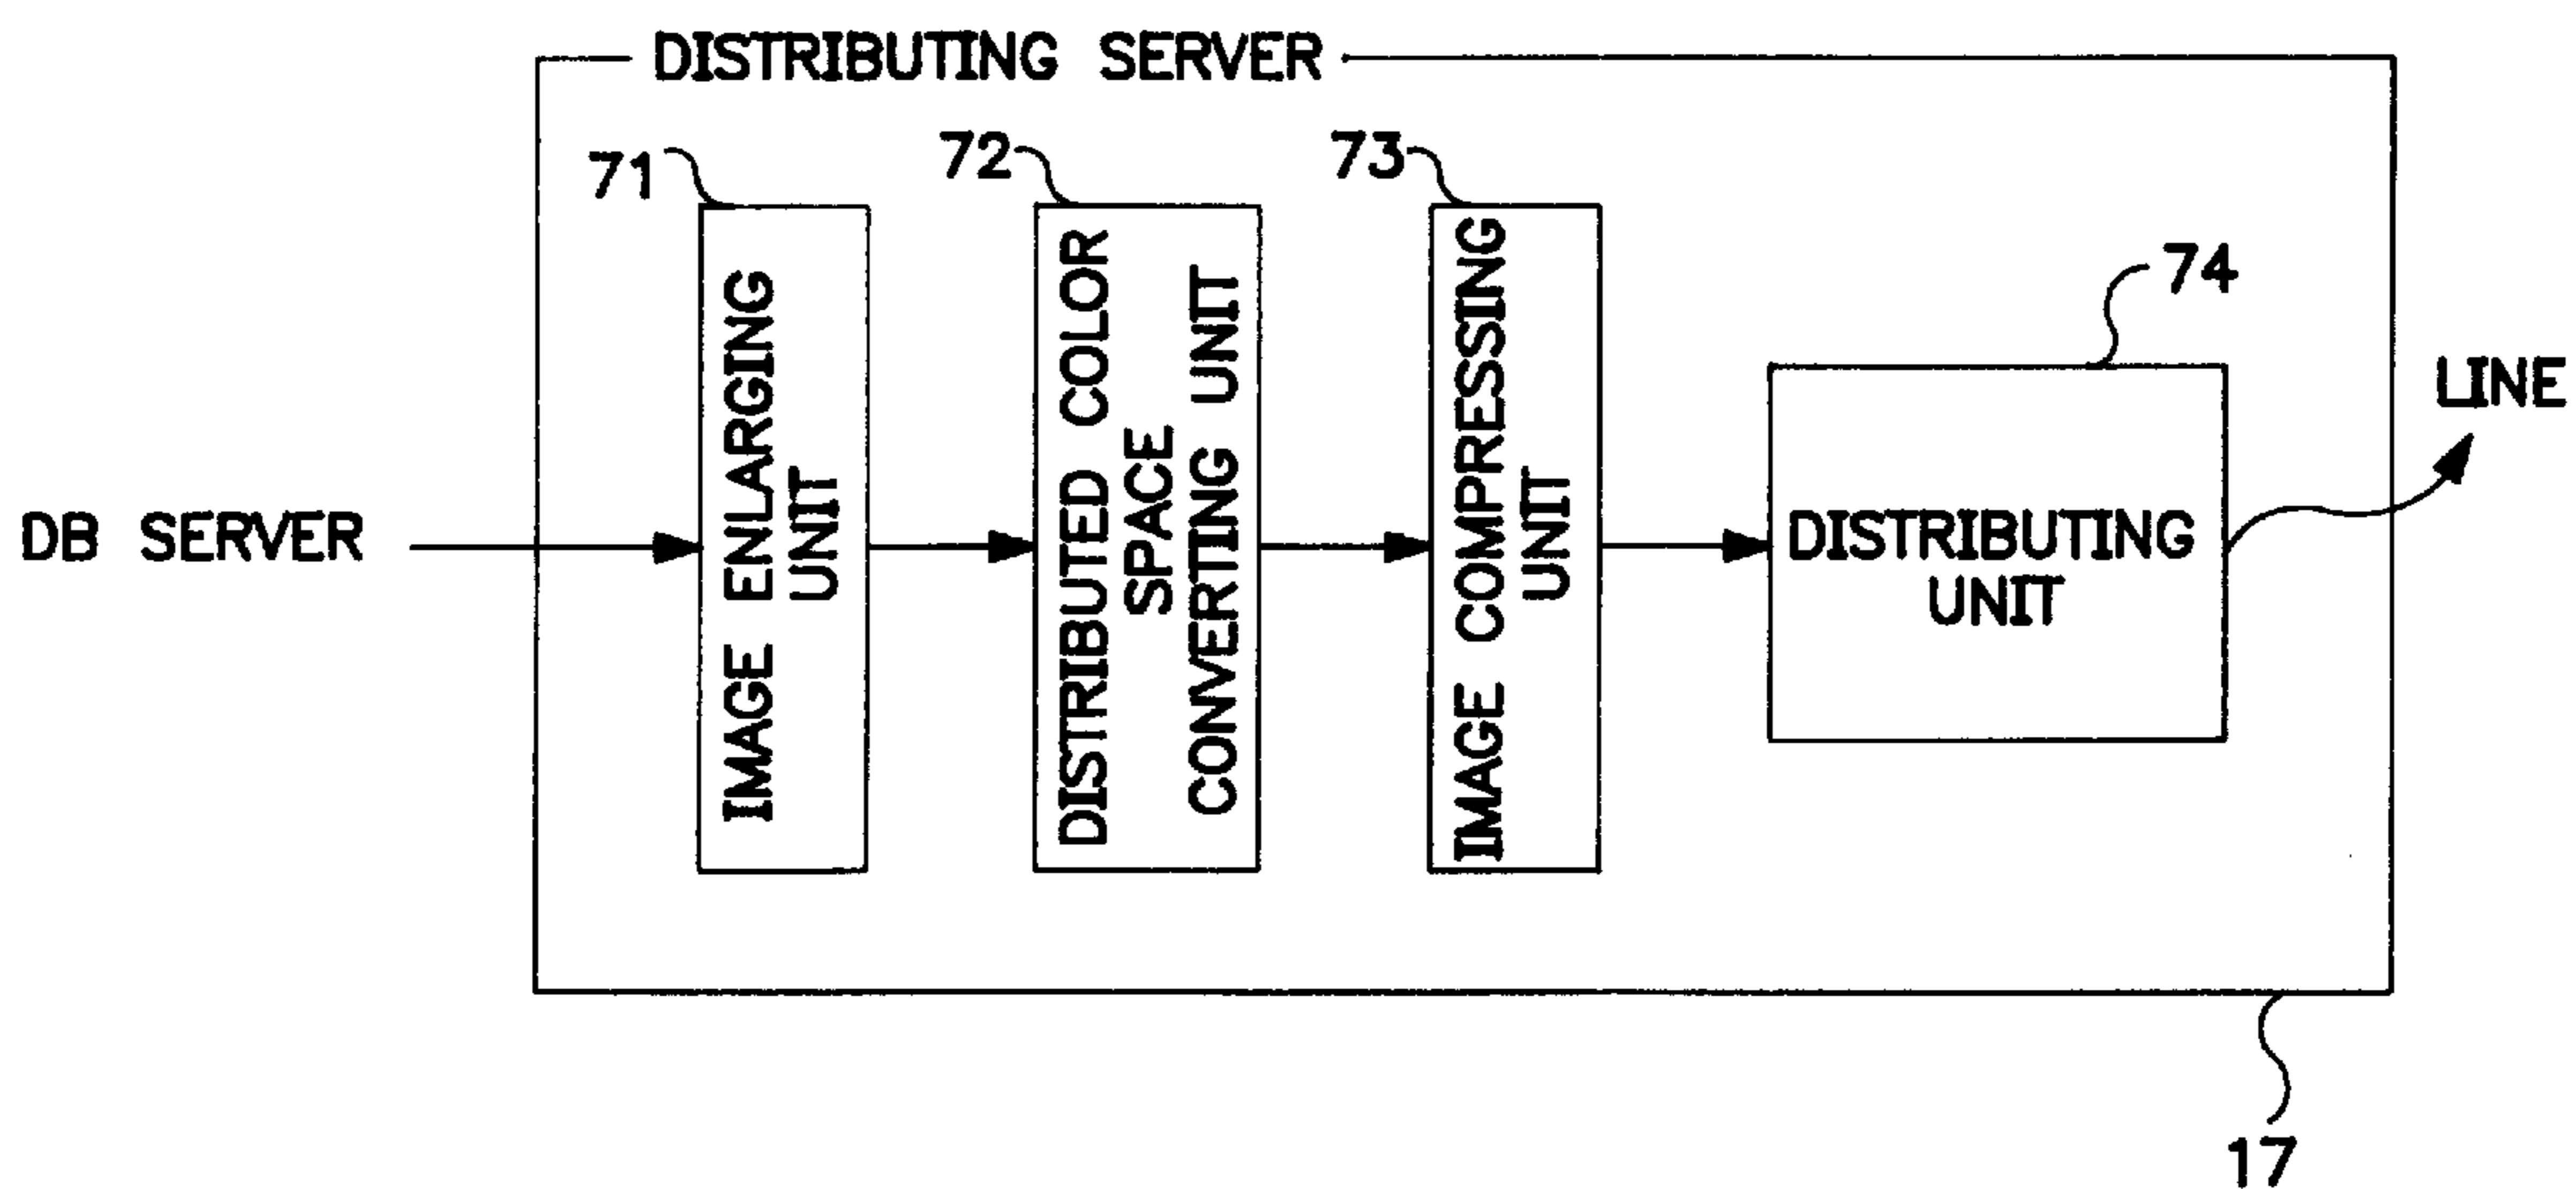 DISTRIBUTING SERVER
71
72
73
74
DB SERVER
IMAGE ENLARGING
UNIT
DISTRIBUTED COLOR
SPACE
CONVERTING UNIT
IMAGE COMPRESSING
UNIT
DISTRIBUTING
UNIT
LINE
17